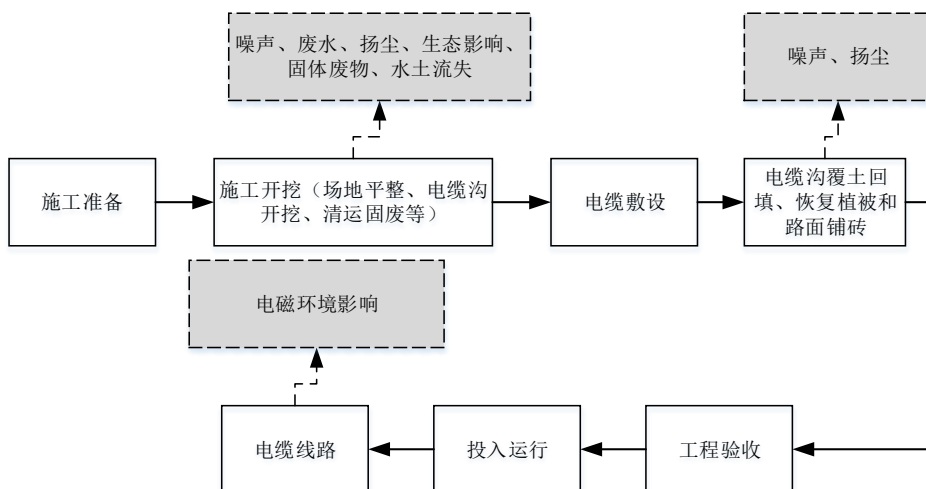 噪声、废水、扬尘、生态影响、
固体废物、水土流失
噪声、扬尘
施工准备
施工开挖（场地平整、电缆沟
开挖、清运固废等）
电缆敷设
电缆沟覆土回
填、恢复植被和
路面铺砖
电磁环境影响
电缆线路
投入运行
工程验收